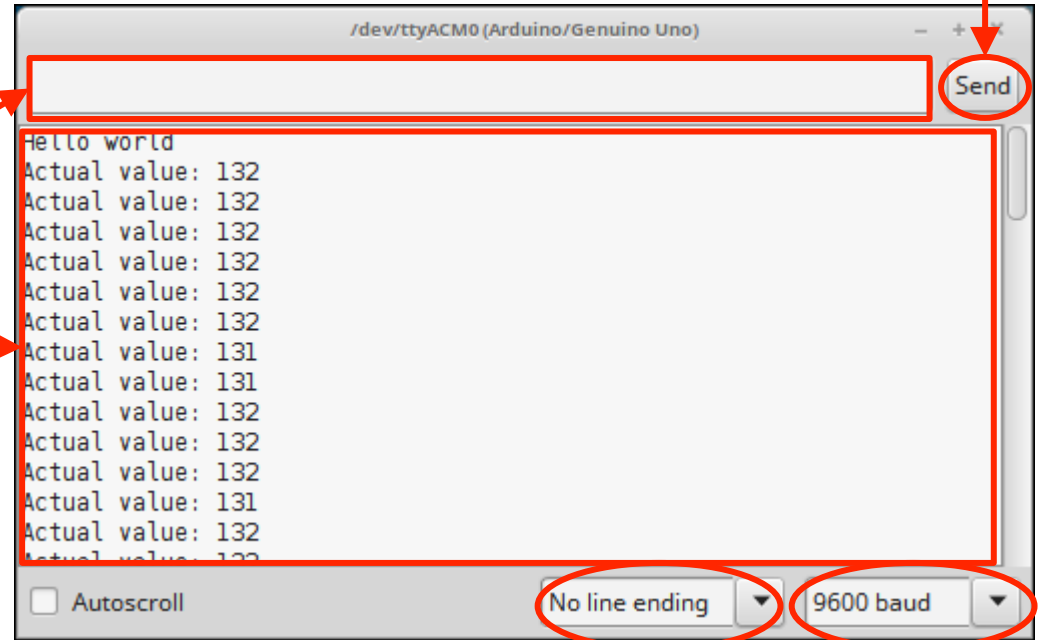 /dev/ttyACM0 (Arduino/Genuino Uno)
Send
Hello world
Actual value: 132
Actual value: 132
Actual value: 132
Actual value: 132
Actual value: 132
Actual value: 132
Actual value: 131
Actual value: 131
Actual value: 132
Actual value: 132
Actual value: 132
Actual value: 131
Actual value: 132
Actual value:
Autoscroll
No line ending
9600 baud